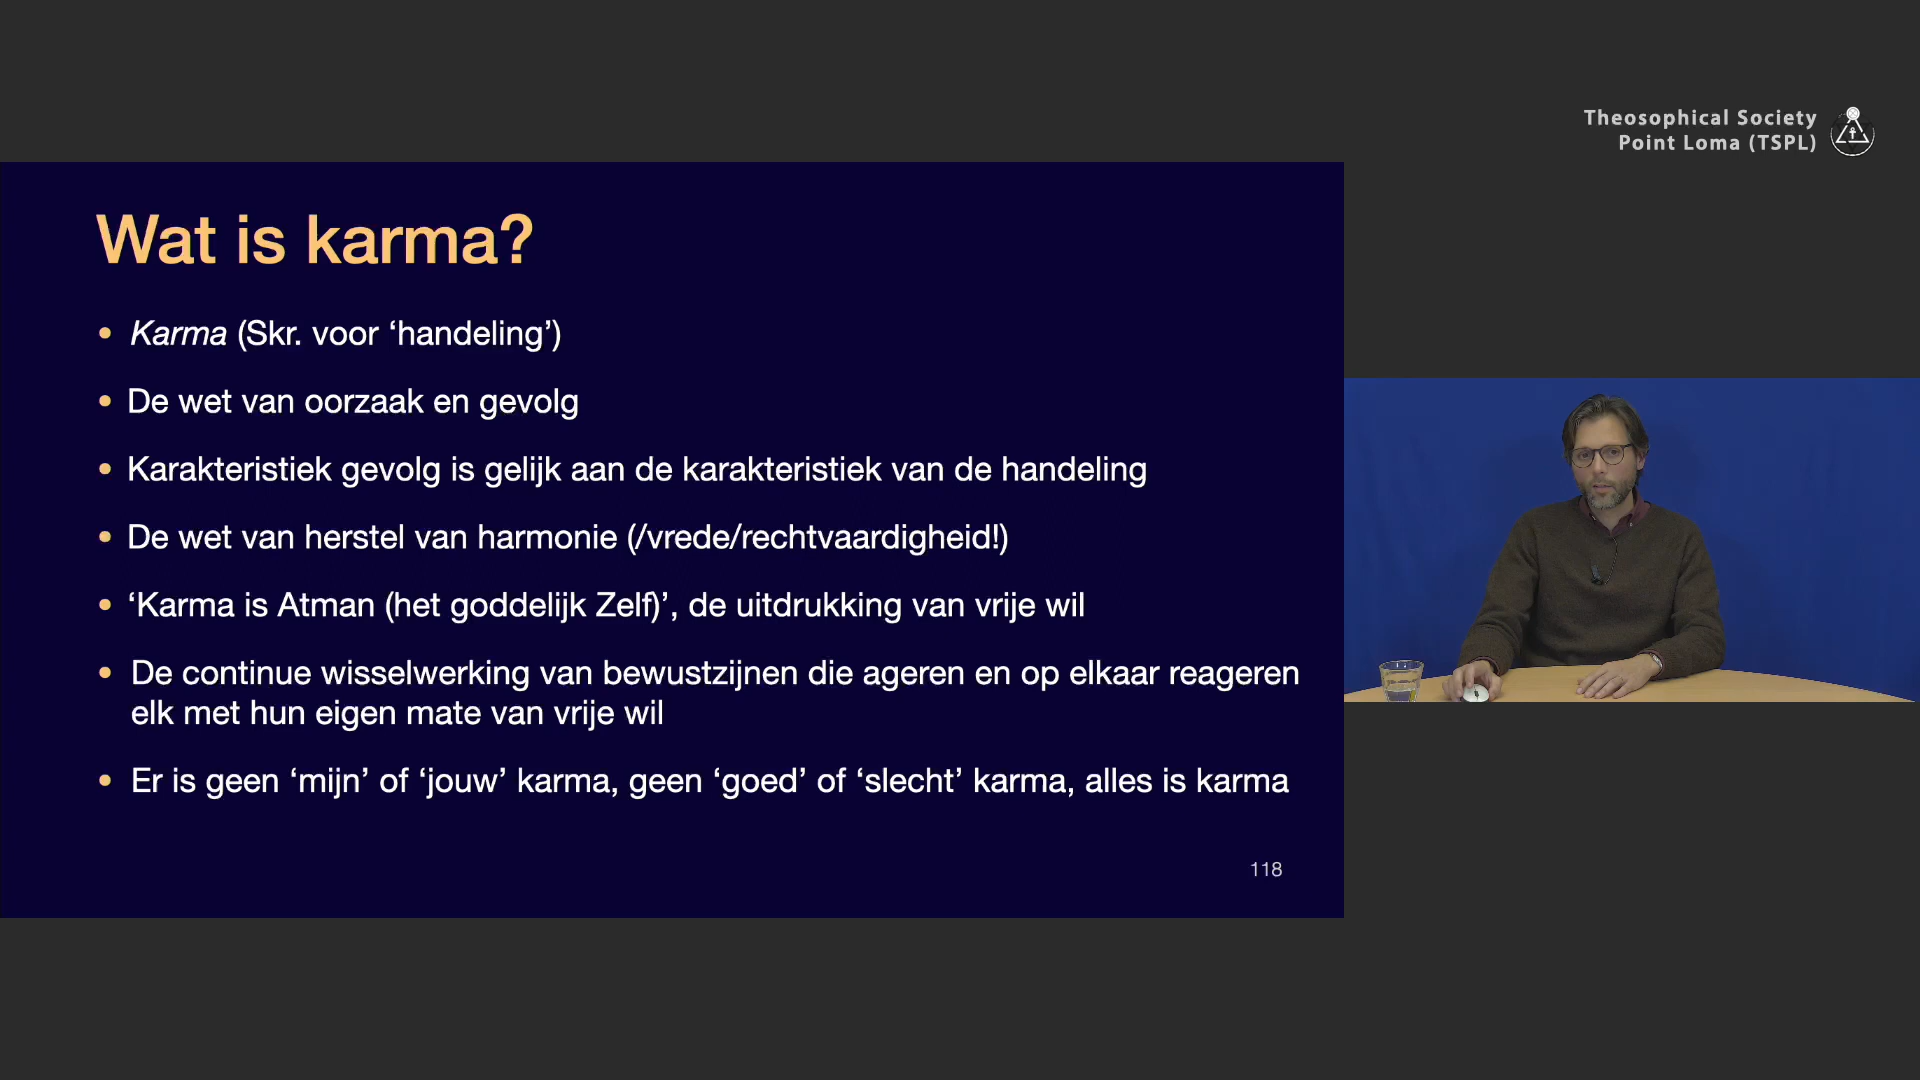 Theosophical Society
Point Loma (TSPL)
Wat is karma?
• Karma (Skr. voor ‘handeling’)
• De wet van oorzaak en gevolg
• Karakteristiek gevolg is gelijk aan de karakteristiek van de handeling
• De wet van herstel van harmonie (/vrede/rechtvaardigheid!)
• ‘Karma is Atman (het goddelijk Zelf)’, de uitdrukking van vrije wil
• De continue wisselwerking van bewustzijnen die ageren en op elkaar reageren
elk met hun eigen mate van vrije wil
• Er is geen ‘mijn’ of ‘jouw’ karma, geen ‘goed’ of ‘slecht’ karma, alles is karma
118